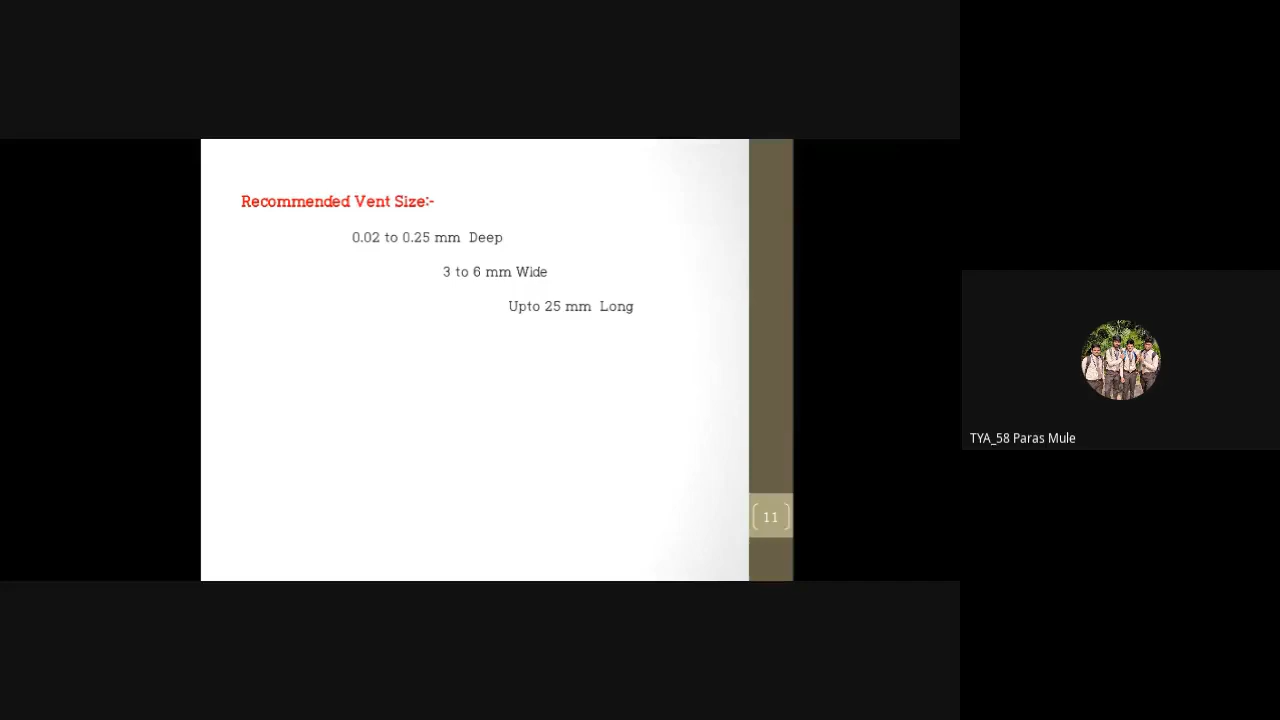 Recommended Vent Size:-
0.02 to 0.25 mm Deep
3 to 6 mm Wide
Upto 25 mm Long
11
TYA_58 Paras Mule